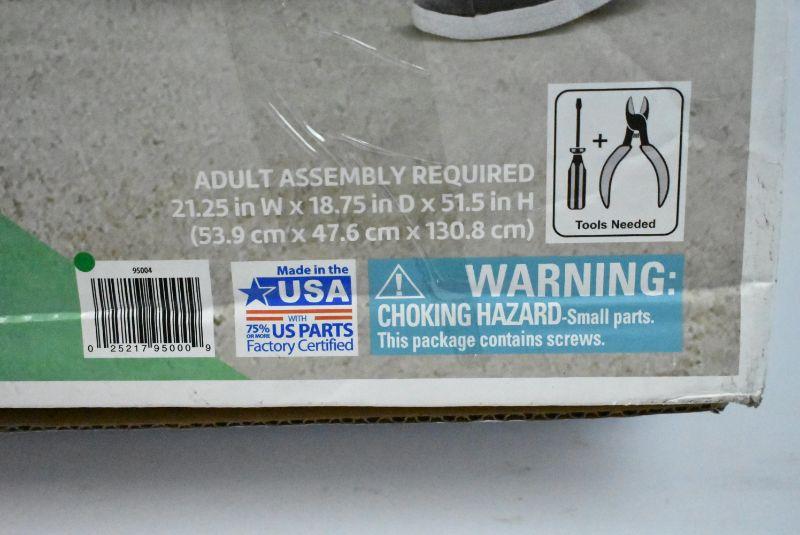 ADULT ASSEMBLY REQUIRED
21.25 in W x 18.75 in D x 51.5 in H
(53.9 cm x 47.6 cm x 130.8 cm)
+
Tools Needed
95004
0 25217 95000 9
Made in the
USA
WITH
75% OR MORE US PARTS
Factory Certified
WARNING:
CHOKING HAZARD-Small parts.
This package contains screws.